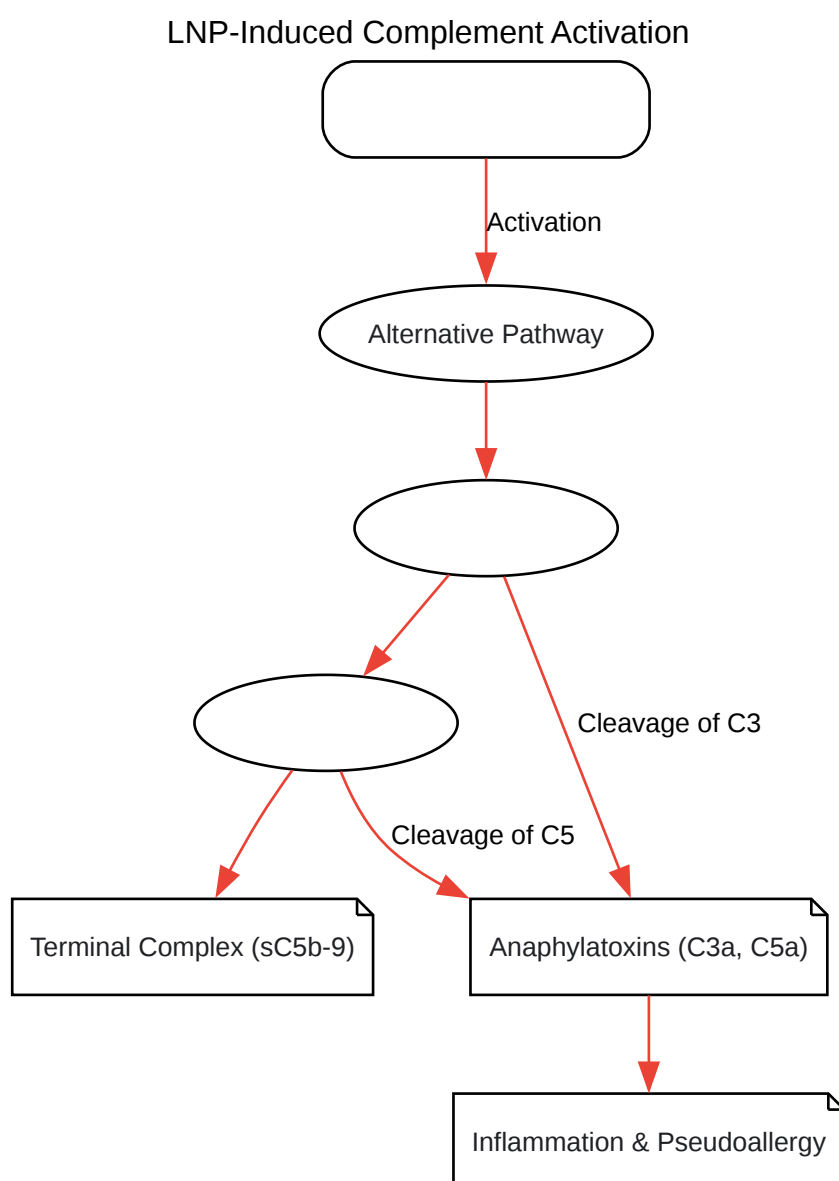 LNP-Induced Complement Activation
Activation
Alternative Pathway
Cleavage of C3
Cleavage of C5
Terminal Complex (sC5b-9)
Anaphylatoxins (C3a, C5a)
Inflammation & Pseudoallergy